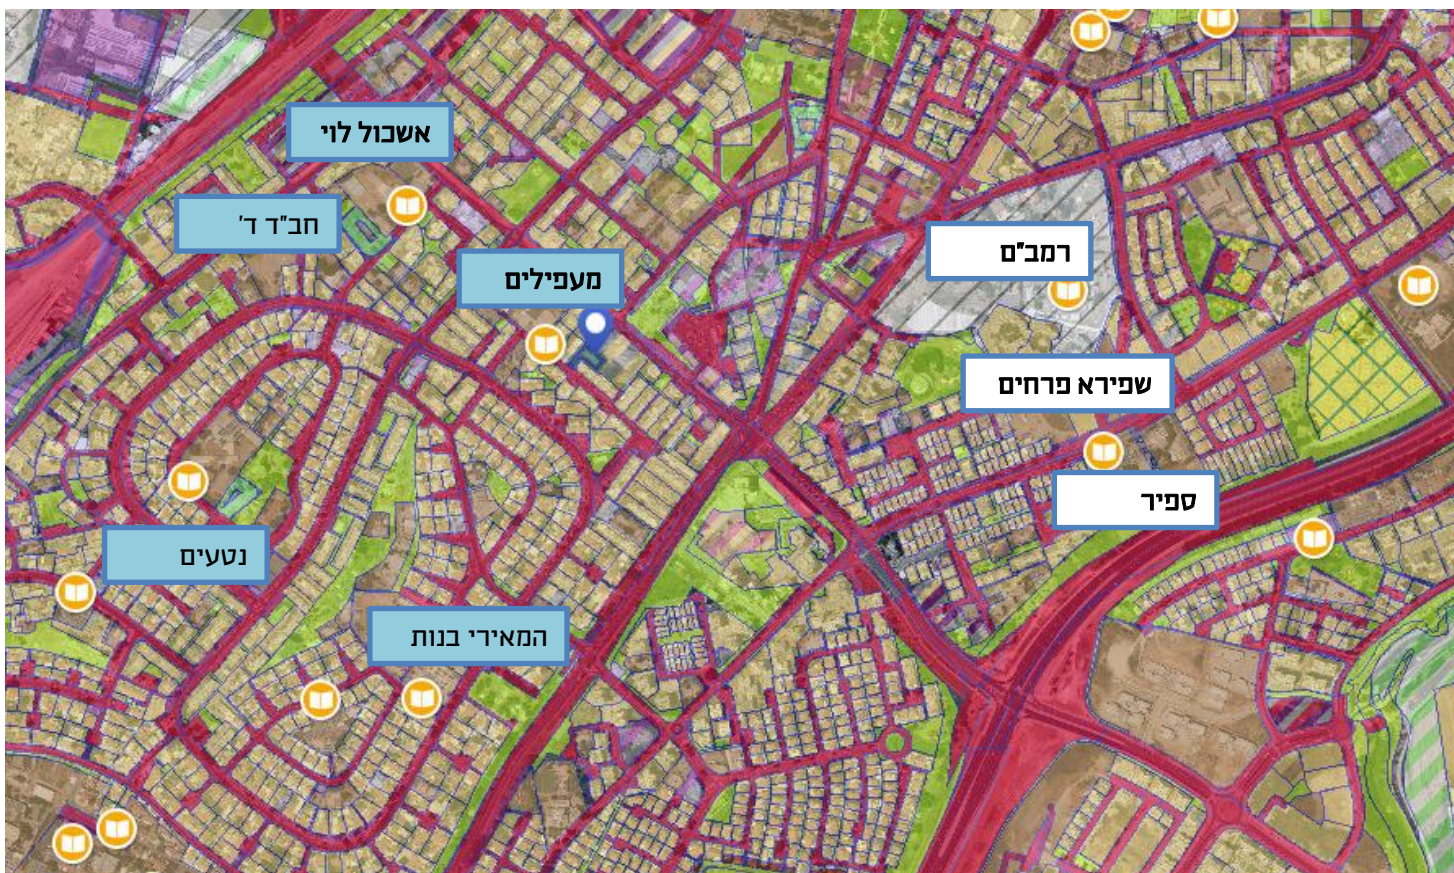 אשכול לוי
חב"ד ד'
רמב"ם
מעפילים
שפירא פרחים
ספיר
נטעים
המאירי בנות